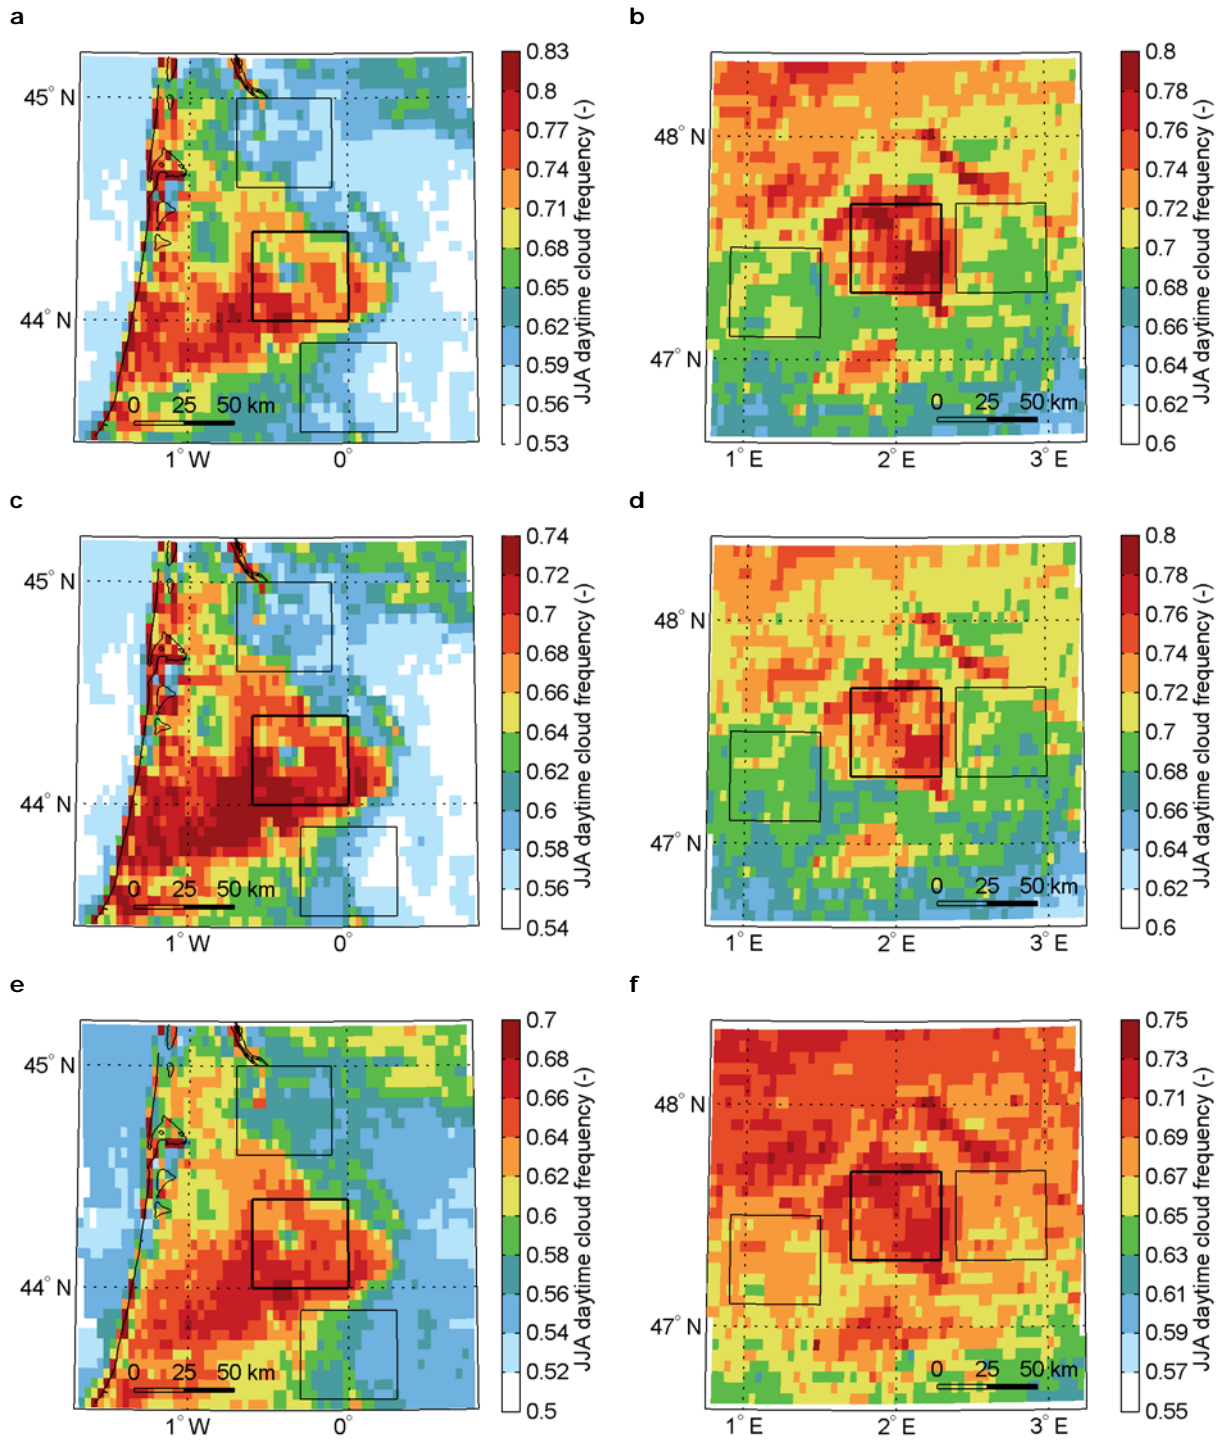 a
45° N
44° N
1° W
0°
0 25 50 km
0.83
0.8
0.77
0.74
0.71
0.68
0.65
0.62
0.59
0.56
0.53
JJA daytime cloud frequency (-)
b
48° N
47° N
1° E
2° E
3° E
0 25 50 km
0.8
0.78
0.76
0.74
0.72
0.7
0.68
0.66
0.64
0.62
0.6
JJA daytime cloud frequency (-)
c
45° N
44° N
1° W
0°
0 25 50 km
0.74
0.72
0.7
0.68
0.66
0.64
0.62
0.6
0.58
0.56
0.54
JJA daytime cloud frequency (-)
d
48° N
47° N
1° E
2° E
3° E
0 25 50 km
0.8
0.78
0.76
0.74
0.72
0.7
0.68
0.66
0.64
0.62
0.6
JJA daytime cloud frequency (-)
e
45° N
44° N
1° W
0°
0 25 50 km
0.7
0.68
0.66
0.64
0.62
0.6
0.58
0.56
0.54
0.52
0.5
JJA daytime cloud frequency (-)
f
48° N
47° N
1° E
2° E
3° E
0 25 50 km
0.75
0.73
0.71
0.69
0.67
0.65
0.63
0.61
0.59
0.57
0.55
JJA daytime cloud frequency (-)